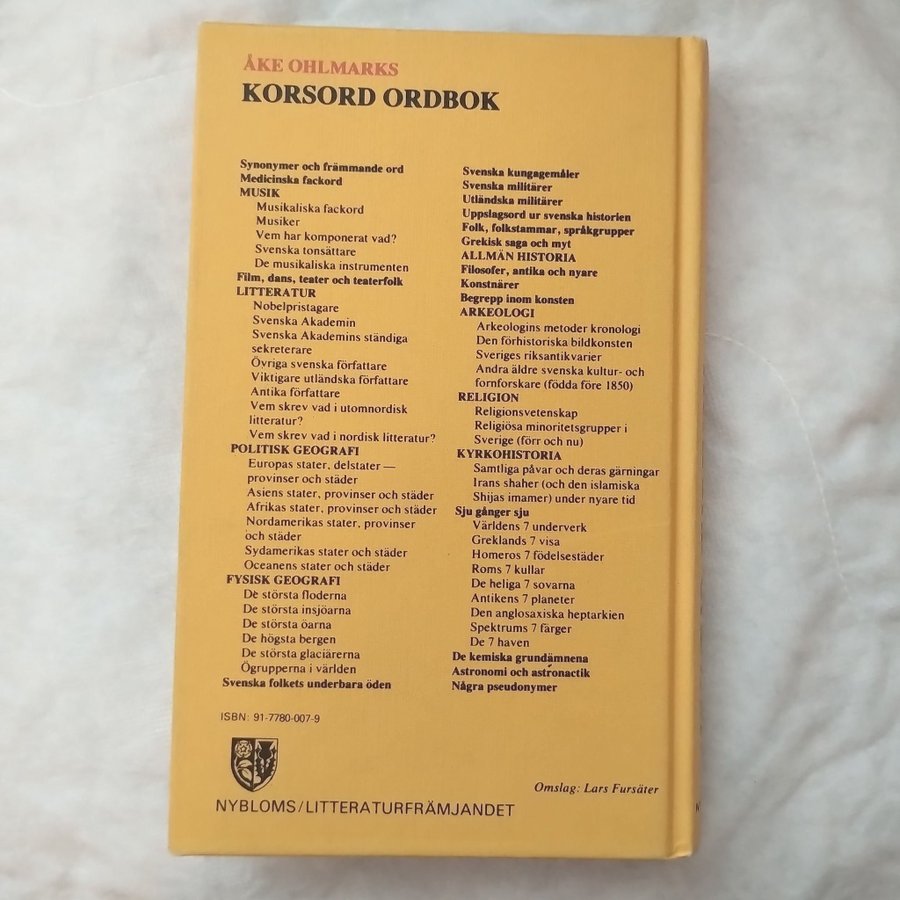 ÅKE OHLMARKS
KORSORD ORDBOK
Synonymer och främmande ord
Medicinska fackord
MUSIK
Musikaliska fackord
Musiker
Vem har komponerat vad?
Svenska tonsättare
De musikaliska instrumenten
Film, dans, teater och teaterfolk
LITTERATUR
Nobelpristagare
Svenska Akademin
Svenska Akademins ständiga
sekreterare
Övriga svenska författare
Viktigare utländska författare
Antika författare
Vem skrev vad i utomnordisk
litteratur?
Vem skrev vad i nordisk litteratur?
POLITISK GEOGRAFI
Europas stater, delstater —
provinser och städer
Asiens stater, provinser och städer
Afrikas stater, provinser och städer
Nordamerikas stater, provinser
och städer
Sydamerikas stater och städer
Oceanens stater och städer
FYSISK GEOGRAFI
De största floderna
De största insjöarna
De största öarna
De högsta bergen
De största glaciärerna
Ögrupperna i världen
Svenska folkets underbara öden
Svenska kungagemåler
Svenska militärer
Utländska militärer
Uppslagsord ur svenska historien
Folk, folkstammar, språkgrupper
Grekisk saga och myt
ALLMÄN HISTORIA
Filosofer, antika och nyare
Konstnärer
Begrepp inom konsten
ARKEOLOGI
Arkeologins metoder kronologi
Den förhistoriska bildkonsten
Sveriges riksantikvarier
Andra äldre svenska kultur- och
fornforskare (födda före 1850)
RELIGION
Religionsvetenskap
Religiösa minoritetsgrupper i
Sverige (förr och nu)
KYRKOHISTORIA
Samtliga påvar och deras gärningar
Irans shaher (och den islamiska
Shijas imamer) under nyare tid
Sju gånger sju
Världens 7 underverk
Greklands 7 visa
Homeros 7 födelsestäder
Roms 7 kullar
De heliga 7 sovarna
Antikens 7 planeter
Den anglosaxiska heptarkien
Spektrums 7 färger
De 7 haven
De kemiska grundämnena
Astronomi och astronactik
Några pseudonymer
ISBN: 91-7780-007-9
Omslag: Lars Fursäter
NYBLOMS/LITTERATURFRÄMJANDET